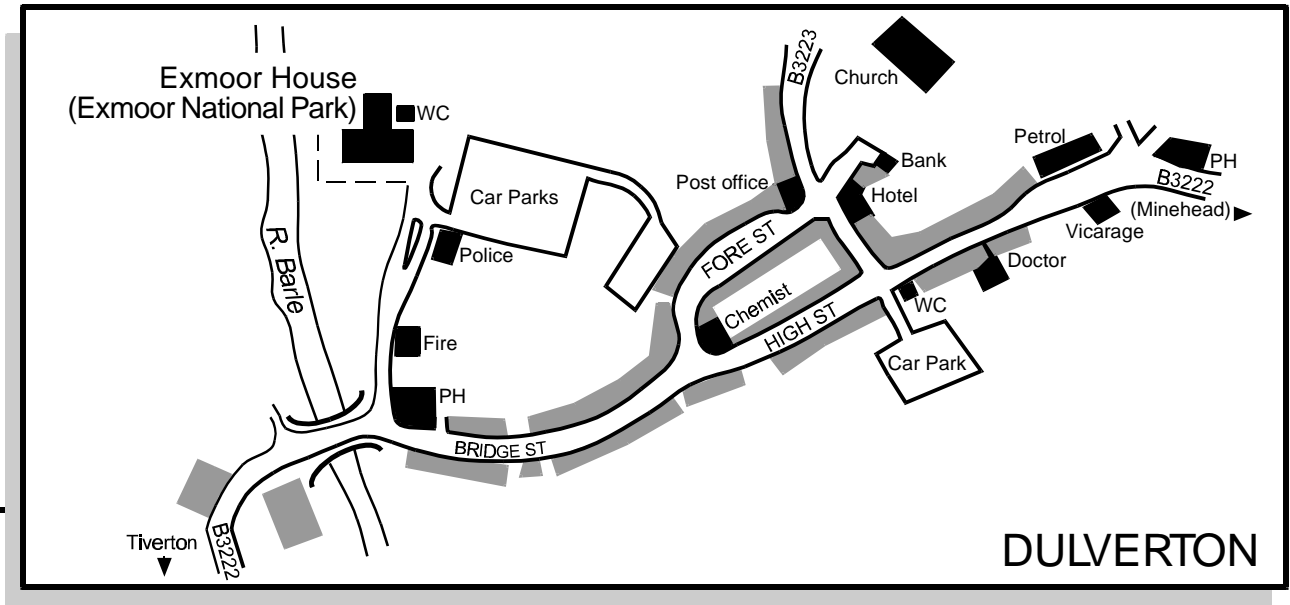 Exmoor House
(Exmoor National Park)
WC
B3223
Church
Petrol
PH
Bank
Post office
Hotel
B3222
(Minehead)
Vicarage
Car Parks
Police
R. Barle
FORE ST
Doctor
Chemist
WC
HIGH ST
Fire
Car Park
PH
BRIDGE ST
Tiverton
B3222
DULVERTON